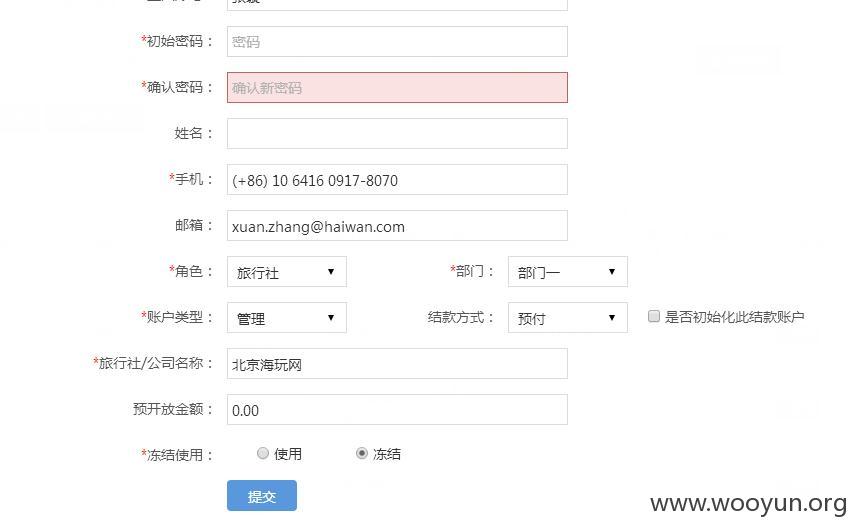 *初始密码： 密码
*确认密码： 确认新密码
姓名：
*手机： (+86) 10 6416 0917-8070
邮箱： xuan.zhang@haiwan.com
*角色： 旅行社 ▼ *部门： 部门一 ▼
*账户类型： 管理 ▼ 结款方式： 预付 ▼ 是否初始化此结款账户
*旅行社/公司名称： 北京海玩网
预开放金额： 0.00
*冻结使用： 使用 冻结
提交
www.wooyun.org